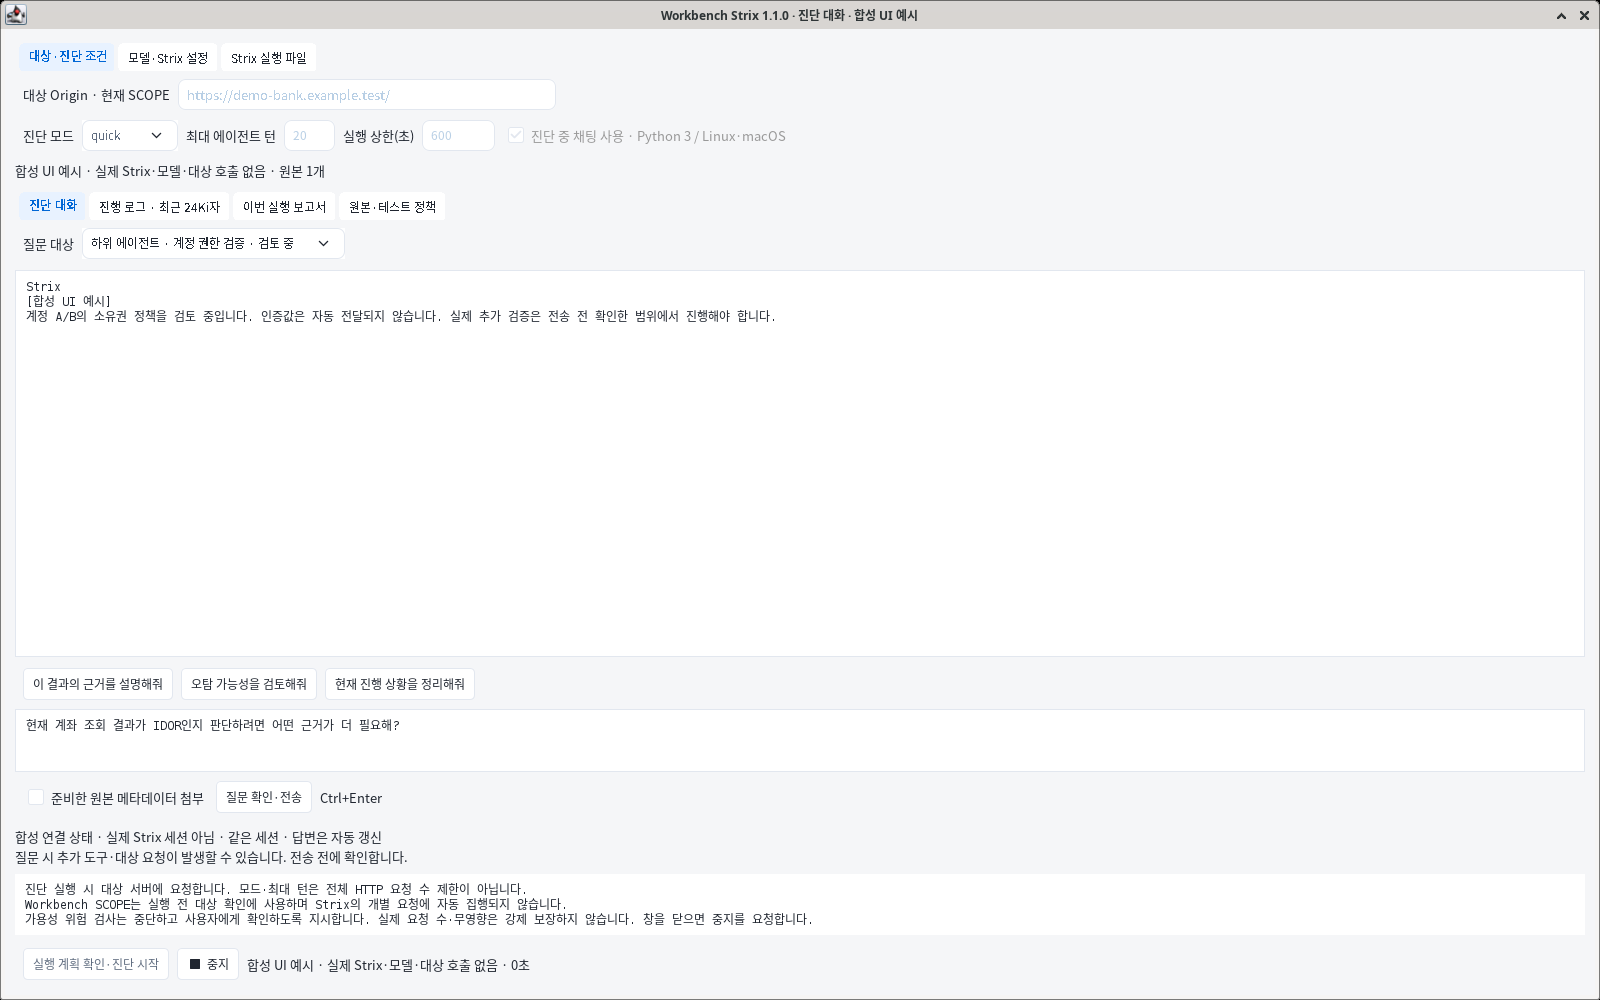 Workbench Strix 1.1.0 · 진단 대화 · 합성 UI 예시
대상 · 진단 조건 모델·Strix 설정 Strix 실행 파일
대상 Origin · 현재 SCOPE https://demo-bank.example.test/
진단 모드 quick 최대 에이전트 턴 20 실행 상한(초) 600 진단 중 채팅 사용 · Python 3 / Linux·macOS
합성 UI 예시 · 실제 Strix·모델·대상 호출 없음 · 원본 1개
진단 대화 진행 로그 · 최근 24Ki자 이번 실행 보고서 원본·테스트 정책
질문 대상 하위 에이전트 · 계정 권한 검증 · 검토 중
Strix
[합성 UI 예시]
계정 A/B의 소유권 정책을 검토 중입니다. 인증값은 자동 전달되지 않습니다. 실제 추가 검증은 전송 전 확인한 범위에서 진행해야 합니다.
이 결과의 근거를 설명해줘 오탐 가능성을 검토해줘 현재 진행 상황을 정리해줘
현재 계좌 조회 결과가 IDOR인지 판단하려면 어떤 근거가 더 필요해?
준비한 원본 메타데이터 첨부 질문 확인·전송 Ctrl+Enter
합성 연결 상태 · 실제 Strix 세션 아님 · 같은 세션 · 답변은 자동 갱신
질문 시 추가 도구·대상 요청이 발생할 수 있습니다. 전송 전에 확인합니다.
진단 실행 시 대상 서버에 요청합니다. 모드·최대 턴은 전체 HTTP 요청 수 제한이 아닙니다.
Workbench SCOPE는 실행 전 대상 확인에 사용하며 Strix의 개별 요청에 자동 집행되지 않습니다.
가용성 위험 검사는 중단하고 사용자에게 확인하도록 지시합니다. 실제 요청 수·무영향은 강제 보장하지 않습니다. 창을 닫으면 중지를 요청합니다.
실행 계획 확인·진단 시작 ■ 중지 합성 UI 예시 · 실제 Strix·모델·대상 호출 없음 · 0초